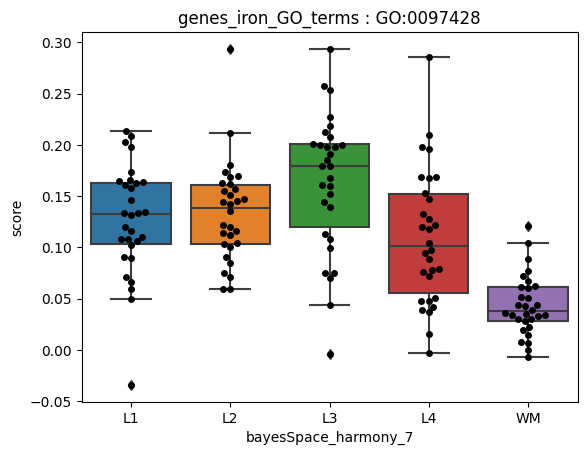 genes_iron_GO_terms : GO:0097428
0.30
0.25
0.20
0.15
0.10
0.05
0.00
−0.05
score
L1 L2 L3 L4 WM
bayesSpace_harmony_7